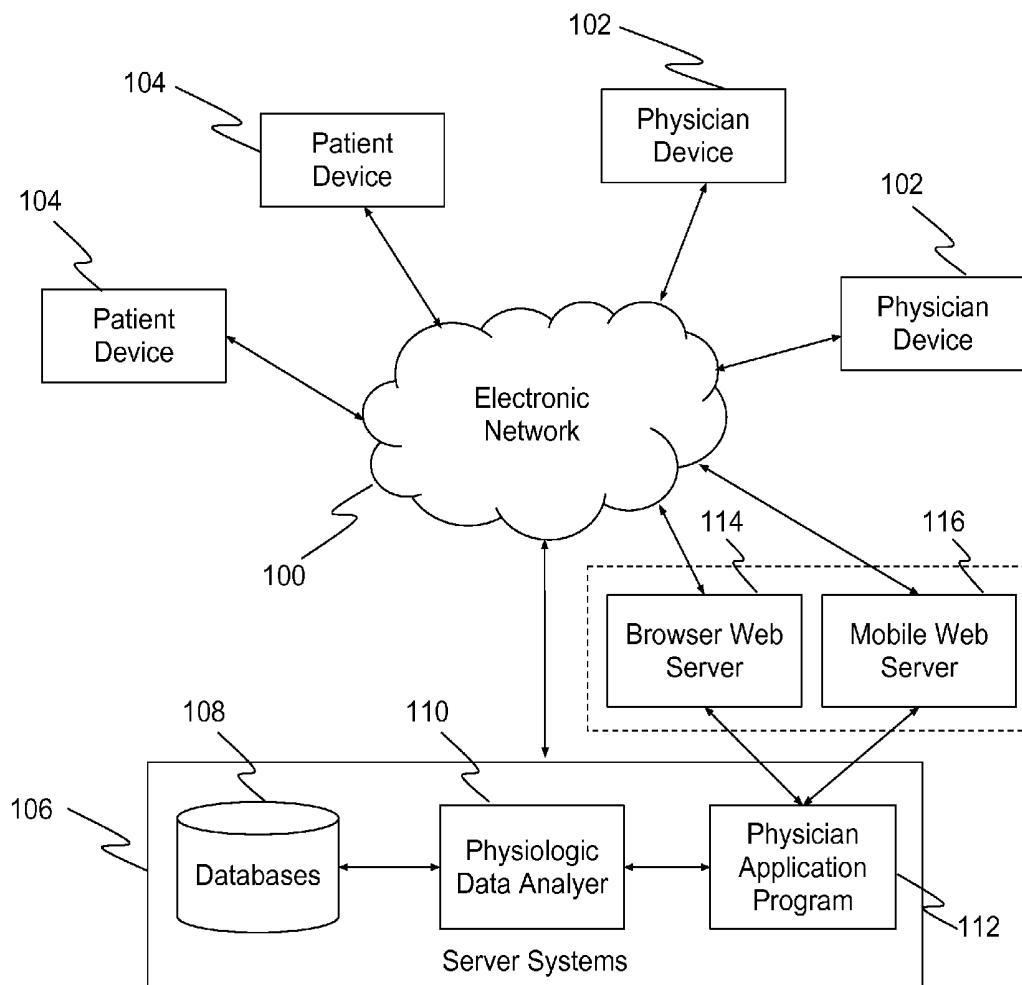 102
104
Physician
Device
Patient
Device
104
102
Patient
Device
Physician
Device
Electronic
Network
100
114
116
Browser Web
Server
Mobile Web
Server
108
110
106
Databases
Physiologic
Data Analyer
Physician
Application
Program
112
Server Systems